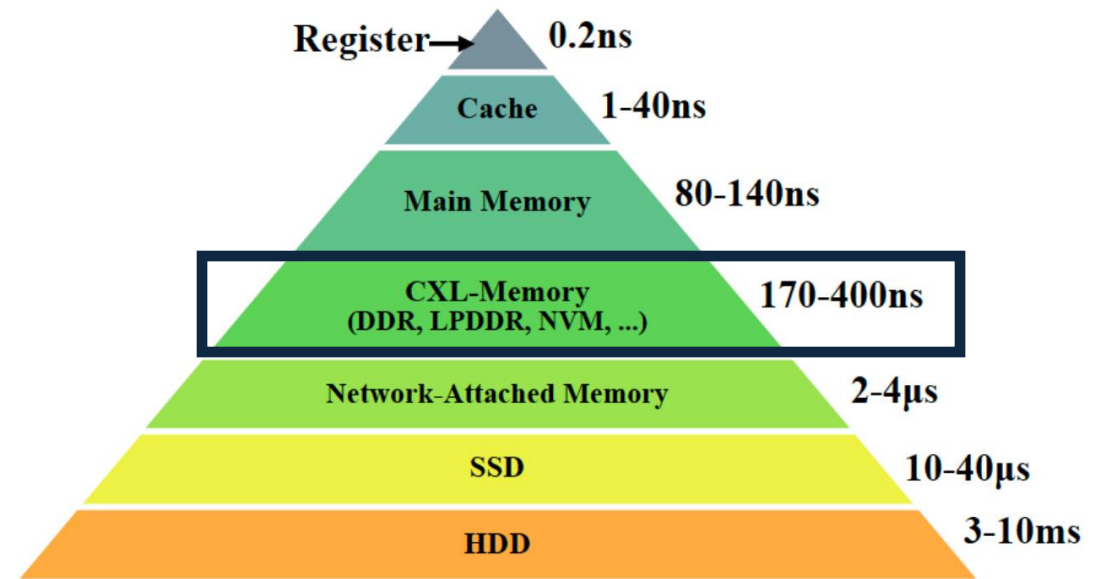 Register
0.2ns
Cache
1-40ns
Main Memory
80-140ns
CXL-Memory
(DDR, LPDDR, NVM, ...)
170-400ns
Network-Attached Memory
2-4μs
SSD
10-40μs
HDD
3-10ms